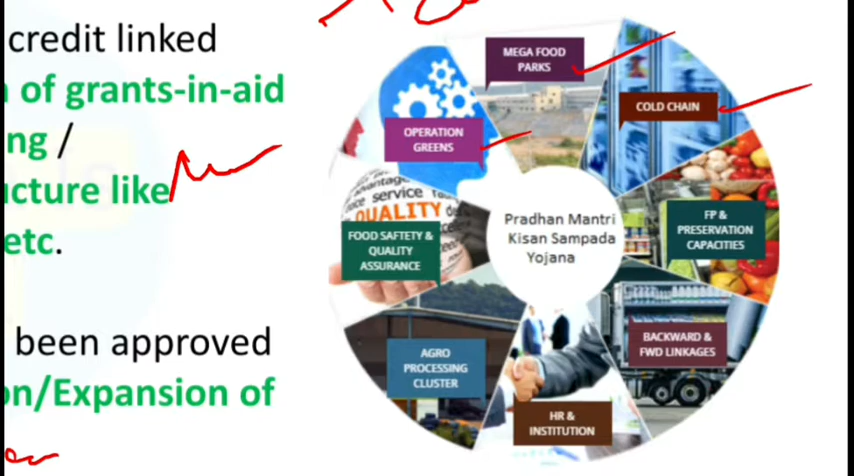 credit linked
n of grants-in-aid
ng /
ucture like
etc.
been approved
on/Expansion of
MEGA FOOD
PARKS
COLD CHAIN
OPERATION
GREENS
FP &
PRESERVATION
CAPACITIES
Pradhan Mantri
Kisan Sampada
Yojana
QUALITY
service
FOOD SAFTETY &
QUALITY
ASSURANCE
BACKWARD &
FWD LINKAGES
AGRO
PROCESSING
CLUSTER
HR &
INSTITUTION